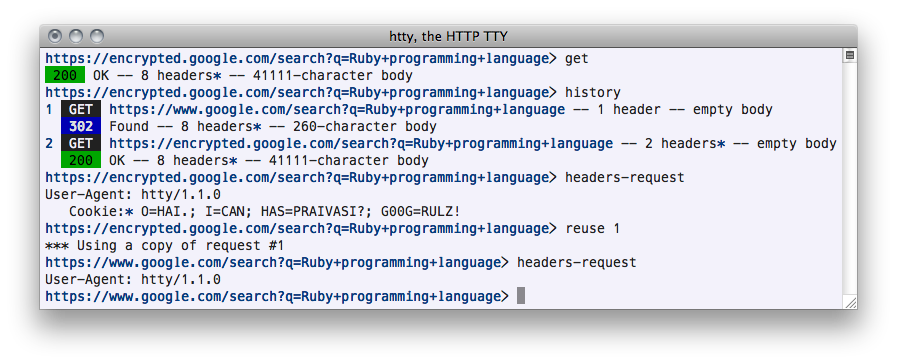 htty, the HTTP TTY
https://encrypted.google.com/search?q=Ruby+programming+language> get
200 OK -- 8 headers* -- 41111-character body
https://encrypted.google.com/search?q=Ruby+programming+language> history
1 GET https://www.google.com/search?q=Ruby+programming+language -- 1 header -- empty body
302 Found -- 8 headers* -- 260-character body
2 GET https://encrypted.google.com/search?q=Ruby+programming+language -- 2 headers* -- empty body
200 OK -- 8 headers* -- 41111-character body
https://encrypted.google.com/search?q=Ruby+programming+language> headers-request
User-Agent: htty/1.1.0
Cookie:* O=HAI.; I=CAN; HAS=PRAIVASI?; G00G=RULZ!
https://encrypted.google.com/search?q=Ruby+programming+language> reuse 1
*** Using a copy of request #1
https://www.google.com/search?q=Ruby+programming+language> headers-request
User-Agent: htty/1.1.0
https://www.google.com/search?q=Ruby+programming+language>